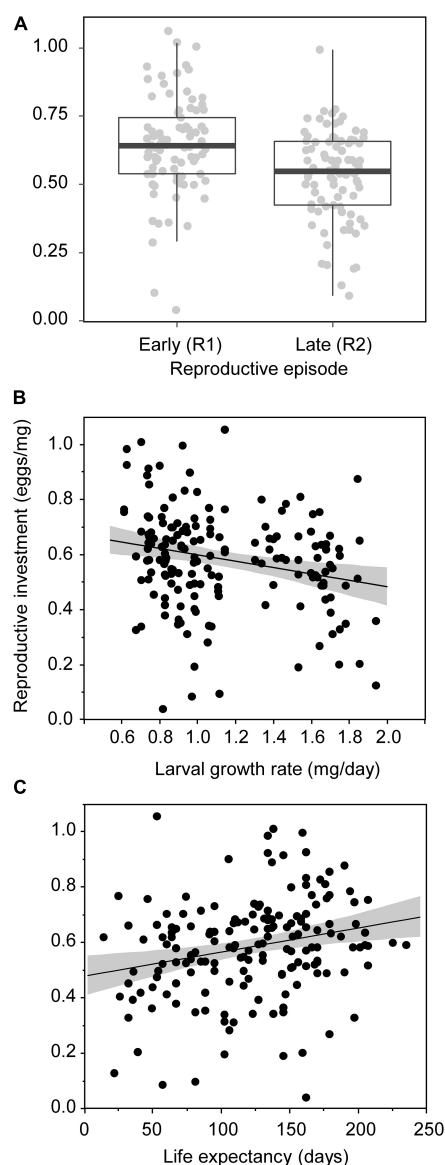 A
1.00
0.75
0.50
0.25
0.00
Early (R1) Late (R2)
Reproductive episode
B
Reproductive investment (eggs/mg)
1.0
0.8
0.6
0.4
0.2
0.0
0.6 0.8 1.0 1.2 1.4 1.6 1.8 2.0
Larval growth rate (mg/day)
C
1.0
0.8
0.6
0.4
0.2
0.0
0 50 100 150 200 250
Life expectancy (days)